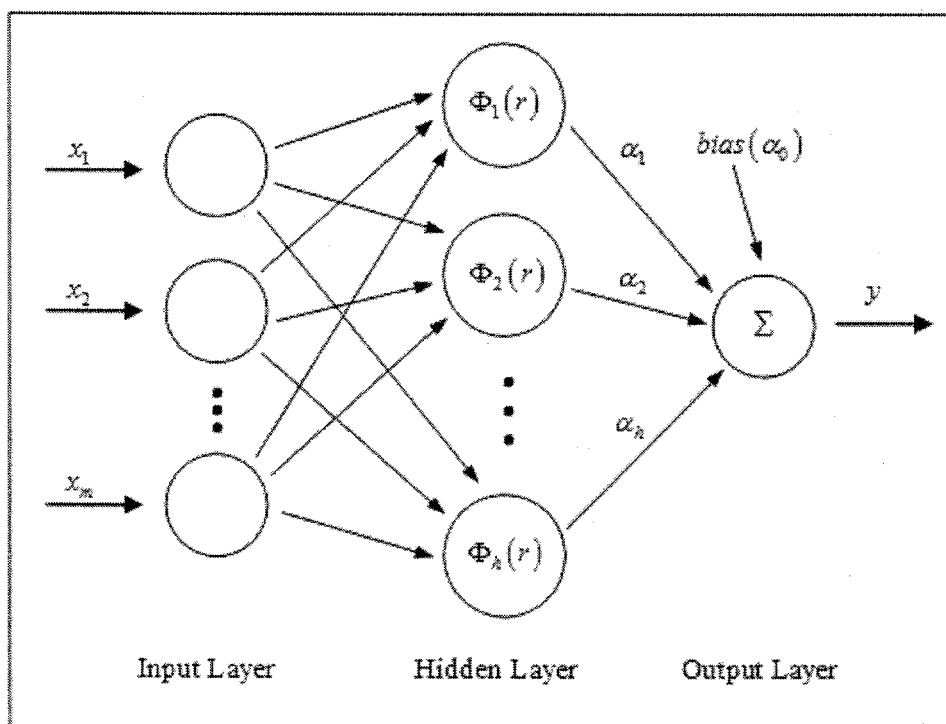 Φ₁(r)
x₁
α₁
bias(α₀)
Φ₂(r)
x₂
α₂
y
Σ
αₕ
xₘ
Φₕ(r)
Input Layer
Hidden Layer
Output Layer